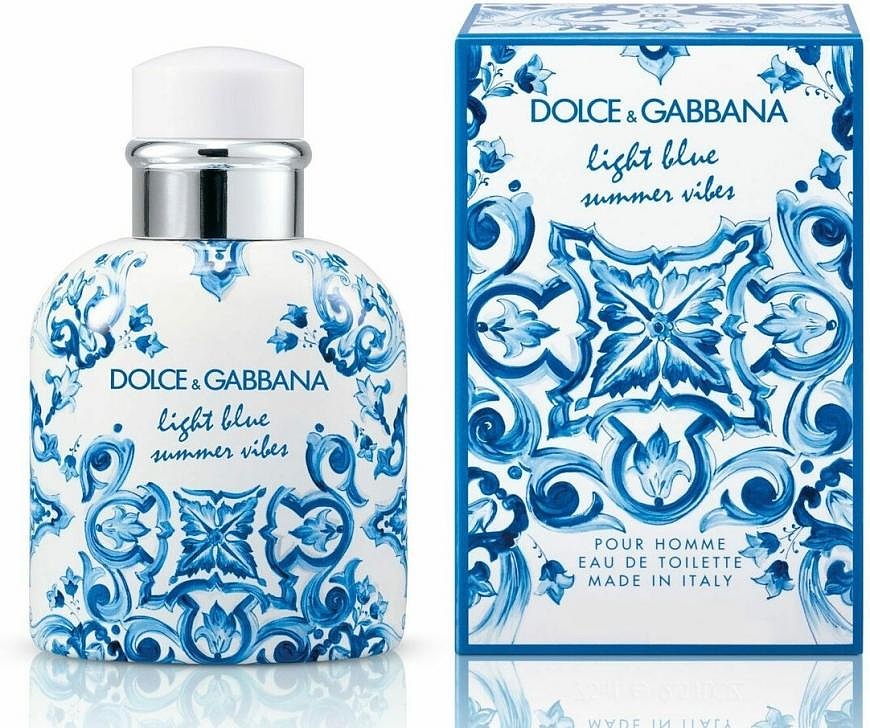 DOLCE & GABBANA
light blue
summer vibes
DOLCE & GABBANA
light blue
summer vibes
POUR HOMME
EAU DE TOILETTE
MADE IN ITALY